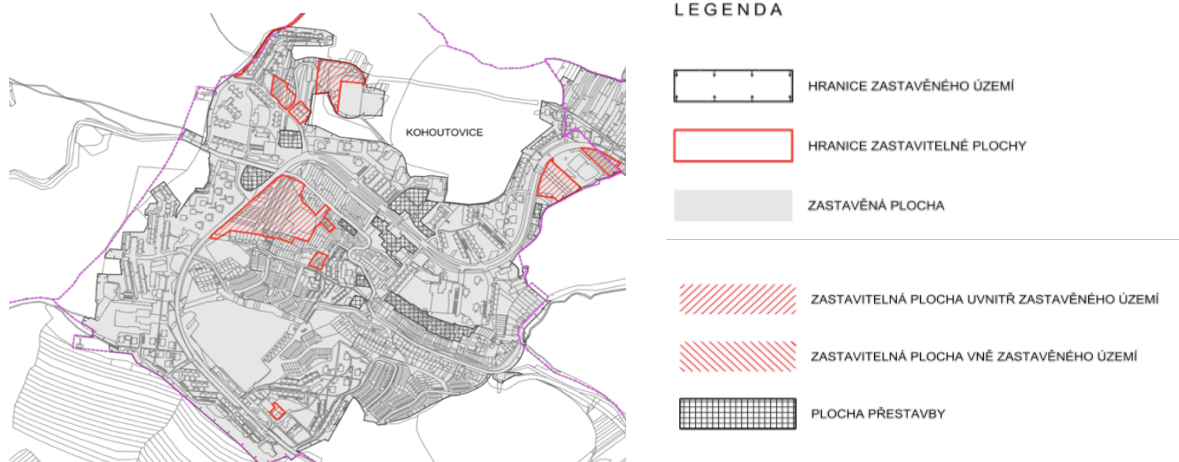 KOHOUTOVICE
LEGENDA
HRANICE ZASTAVĚNÉHO ÚZEMÍ
HRANICE ZASTAVITELNÉ PLOCHY
ZASTAVĚNÁ PLOCHA
ZASTAVITELNÁ PLOCHA UVNITŘ ZASTAVĚNÉHO ÚZEMÍ
ZASTAVITELNÁ PLOCHA VNĚ ZASTAVĚNÉHO ÚZEMÍ
PLOCHA PŘESTAVBY